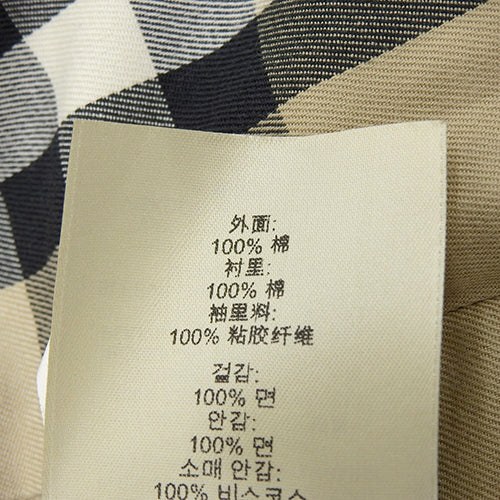 外面:
100% 棉
衬里:
100% 棉
袖里料:
100% 粘胶纤维
겉감:
100% 면
안감:
100% 면
소매 안감:
100% 비스코스